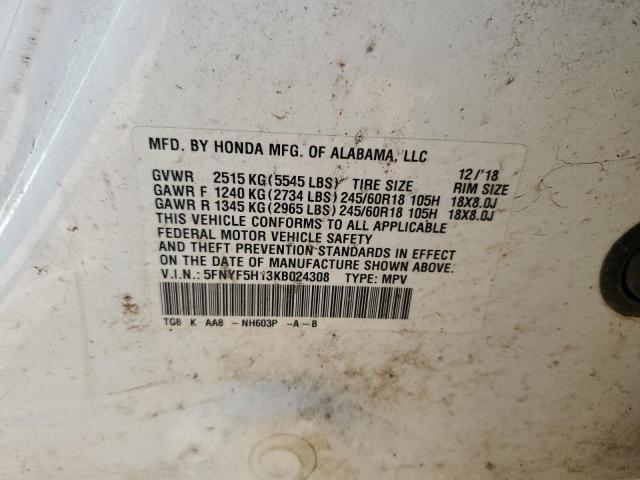 MFD. BY HONDA MFG. OF ALABAMA, LLC 12/'18
GVWR 2515 KG(5545 LBS) TIRE SIZE RIM SIZE
GAWR F 1240 KG(2734 LBS) 245/60R18 105H 18X8.0J
GAWR R 1345 KG(2965 LBS) 245/60R18 105H 18X8.0J
THIS VEHICLE CONFORMS TO ALL APPLICABLE
FEDERAL MOTOR VEHICLE SAFETY
AND THEFT PREVENTION STANDARDS IN EFFECT
ON THE DATE OF MANUFACTURE SHOWN ABOVE.
V.I.N.: 5FNYF5H13KB024308 TYPE: MPV
TG8 K AA8 -NH603P -A-B